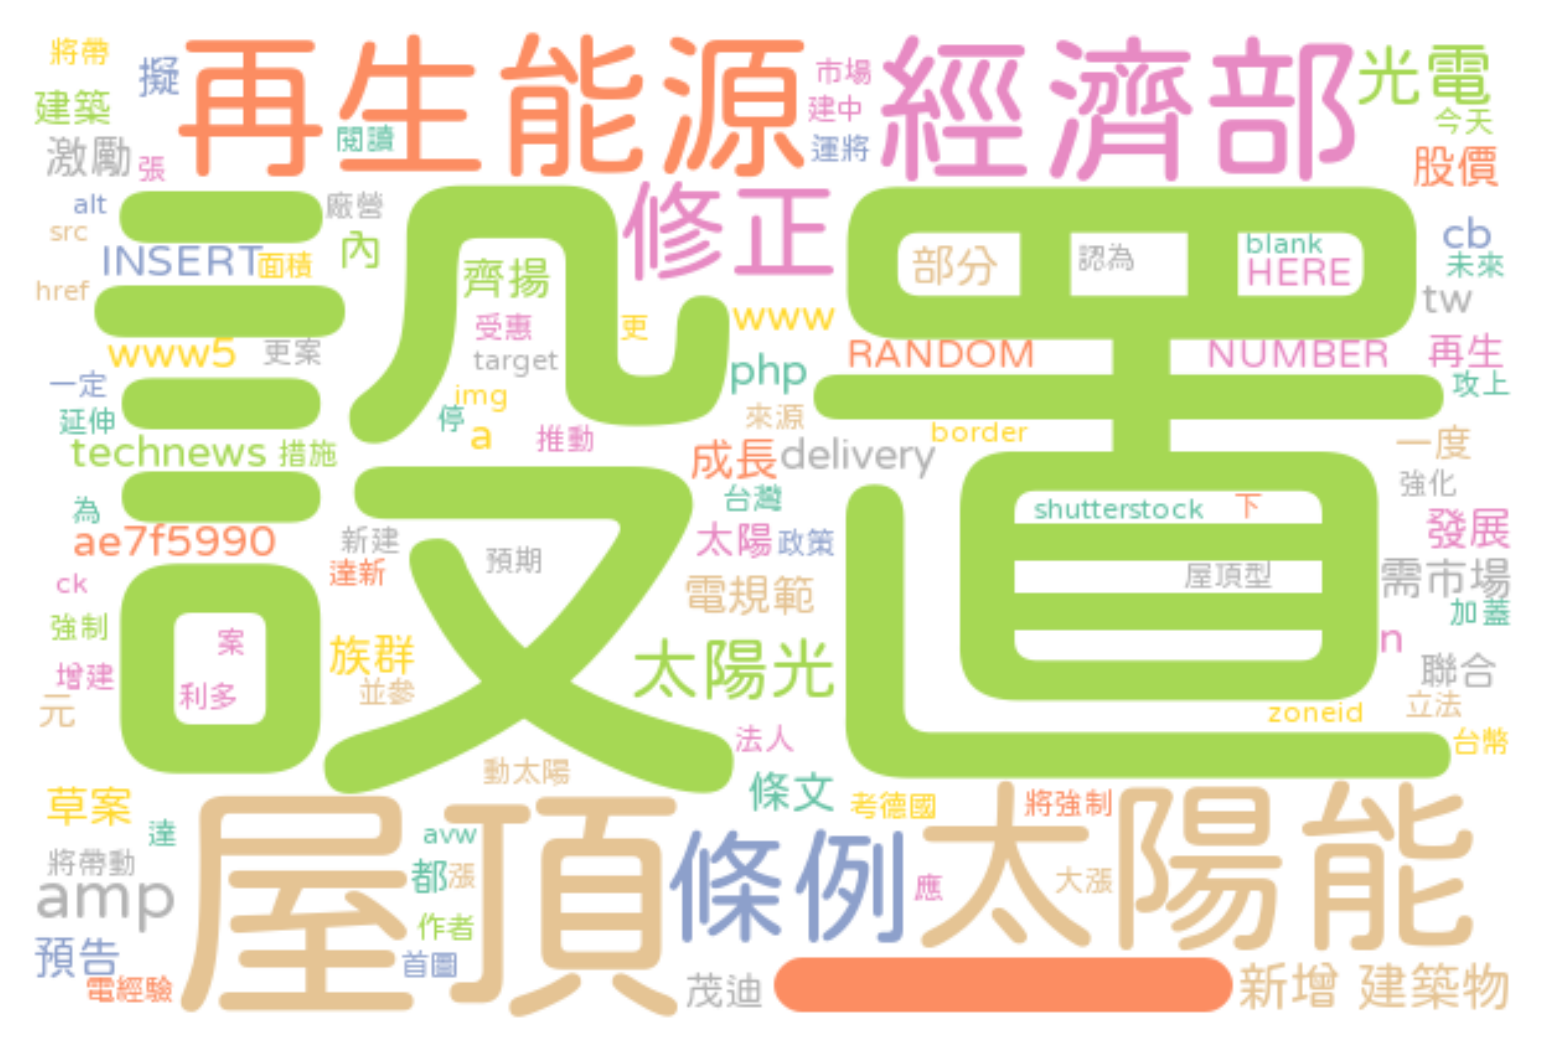 將帶
擬
再生能源
市場
經濟部
光電
建築
建中
今天
激勵
張
閱讀
運將
股價
alt
廠營
修正
設置
src
INSERT
面積
內
齊揚
部分
認為
blank
HERE
cb
未來
href
受惠
更
www
tw
www5
更案
target
RANDOM
NUMBER
再生
一定
img
php
攻上
延伸
停
a
推動
來源
border
一度
technews
措施
成長
delivery
強化
為
台灣
shutterstock
下
發展
ae7f5990
新建
預期
太陽
政策
屋頂型
需市場
ck
達新
電規範
加蓋
強制
案
族群
太陽光
n
增建
利多
並參
聯合
元
法人
zoneid
立法
台幣
動太陽
條文
考德國
將強制
草案
達
avw
屋頂
條例
太陽能
將帶動
都
漲
應
大漲
amp
作者
預告
首圖
電經驗
茂迪
新增
建築物